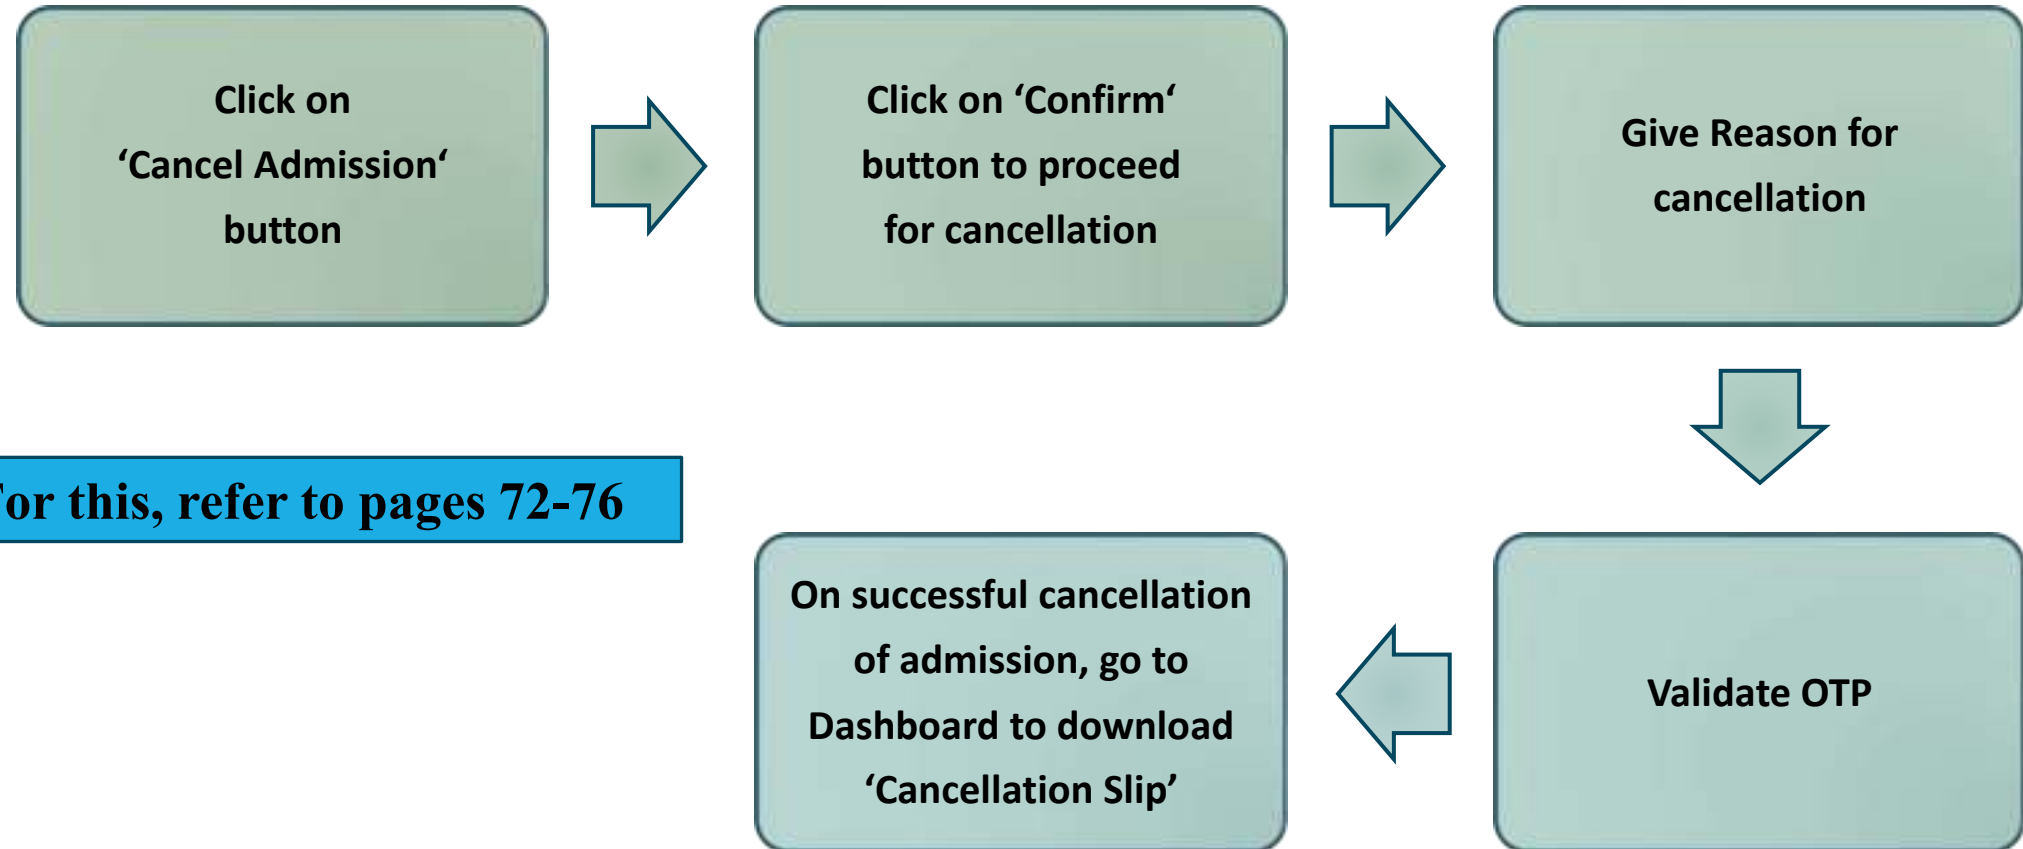 Click on
‘Cancel Admission‘
button
Click on ‘Confirm‘
button to proceed
for cancellation
Give Reason for
cancellation
Validate OTP
On successful cancellation
of admission, go to
Dashboard to download
‘Cancellation Slip’
For this, refer to pages 72-76